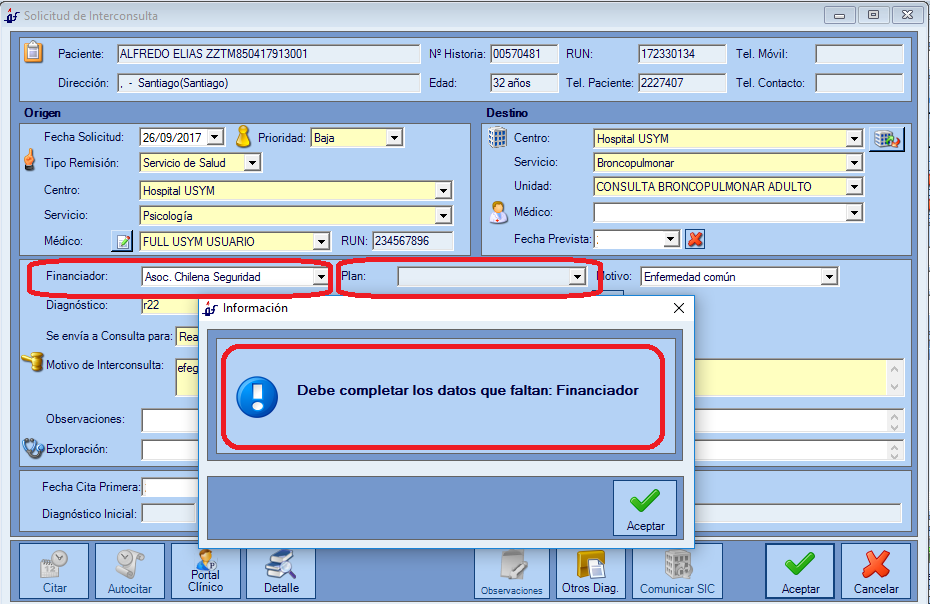 Solicitud de Interconsulta
Paciente: ALFREDO ELIAS ZZTM850417913001 Nº Historia: 00570481 RUN: 172330134 Tel. Móvil:
Dirección: , - Santiago(Santiago) Edad: 32 años Tel. Paciente: 2227407 Tel. Contacto:
Origen
Fecha Solicitud: 26/09/2017 Prioridad: Baja
Tipo Remisión: Servicio de Salud
Centro: Hospital USYM
Servicio: Psicología
Médico: FULL USYM USUARIO RUN: 234567896
Destino
Centro: Hospital USYM
Servicio: Broncopulmonar
Unidad: CONSULTA BRONCOPULMONAR ADULTO
Médico:
Fecha Prevista: :
Financiador: Asoc. Chilena Seguridad Plan: Motivo: Enfermedad común
Diagnóstico: r22
Se envía a Consulta para: Rea
Motivo de Interconsulta: efeg
Observaciones:
Exploración:
Fecha Cita Primera: :
Diagnóstico Inicial:
Información
Debe completar los datos que faltan: Financiador
Aceptar
Citar
Autocitar
Portal
Clínico
Detalle
Observaciones
Otros Diag.
Comunicar SIC
Aceptar
Cancelar